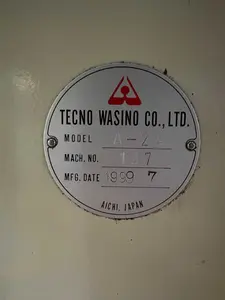 TECNO WASINO CO., LTD.
MODEL
MACH. NO.
MFG. DATE 1989 7
AICHI, JAPAN